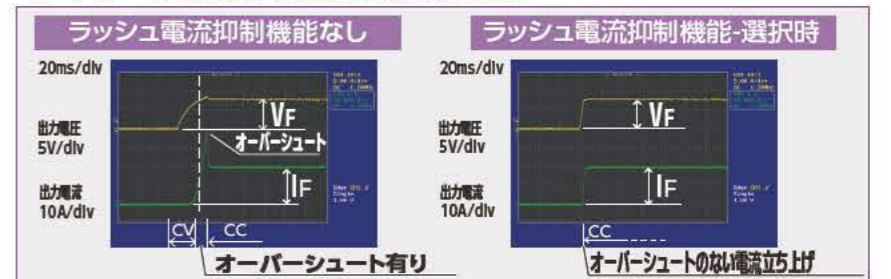 ラッシュ電流抑制機能なし
20ms/div
出力電圧
5V/div
VF
オーバーシュート
出力電流
10A/div
IF
CV
CC
オーバーシュート有り
ラッシュ電流抑制機能-選択時
20ms/div
出力電圧
5V/div
VF
出力電流
10A/div
IF
CC
オーバーシュートのない電流立ち上げ